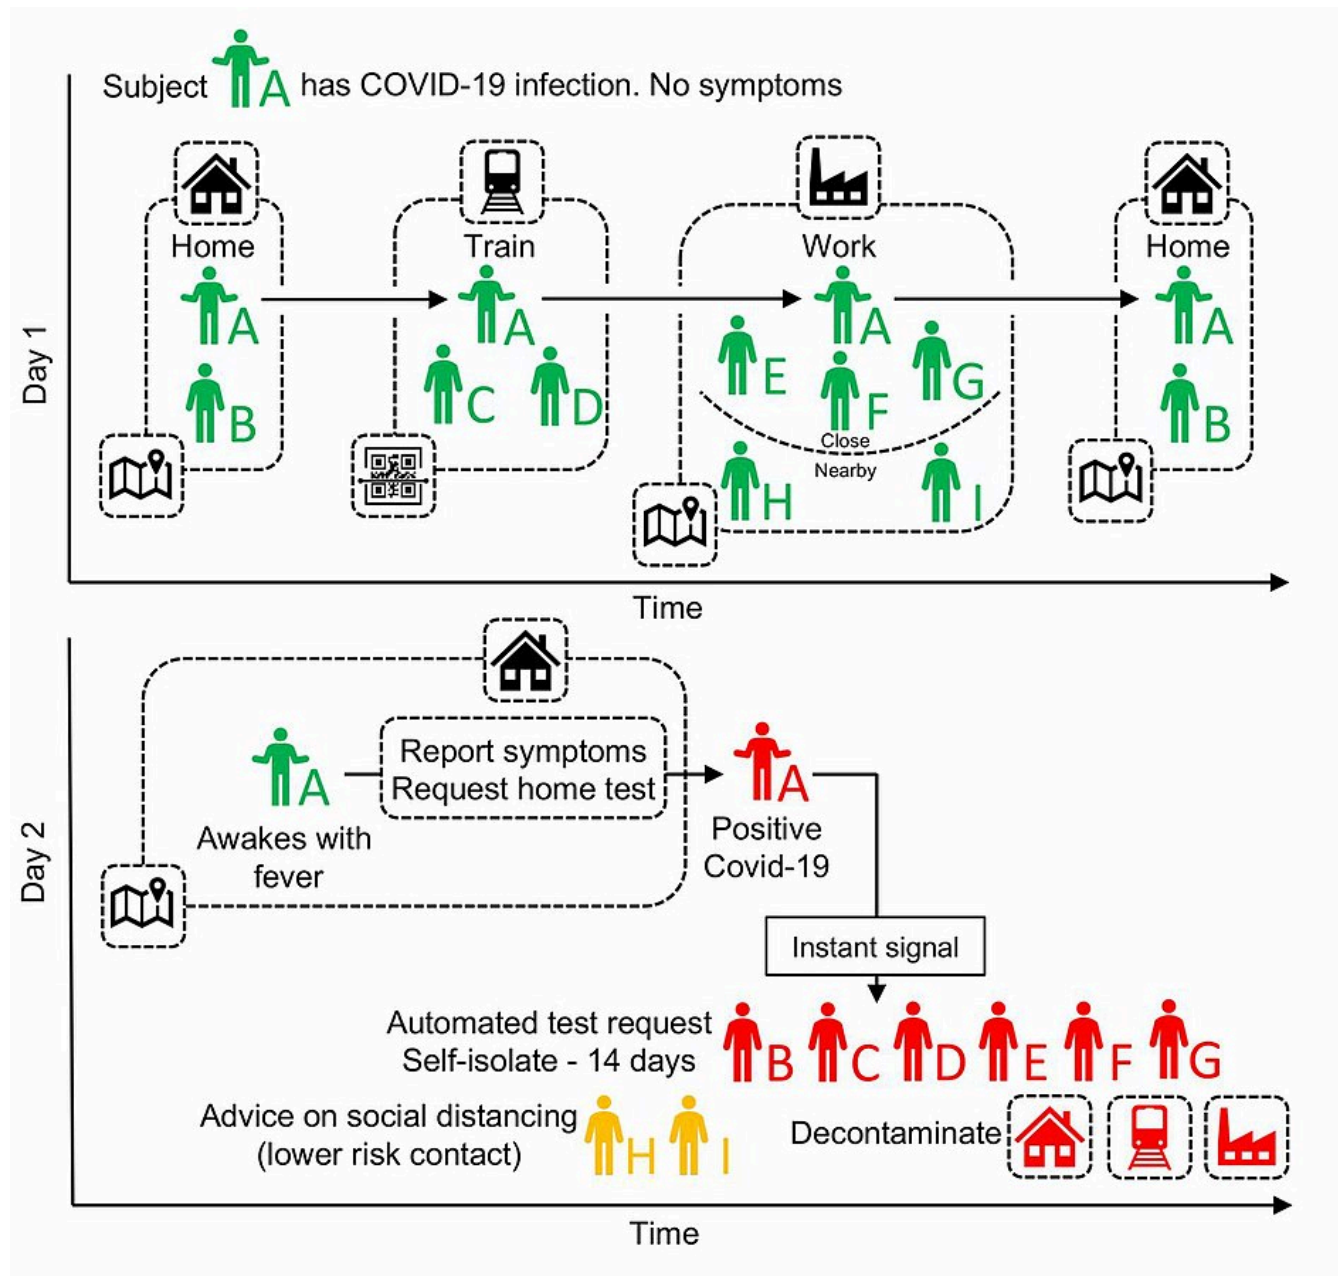 Subject A has COVID-19 infection. No symptoms
Home
Train
Work
Home
A
A
A
A
B
C
D
E
F
G
B
Close
Nearby
H
I
Day 1
Time
Report symptoms
Request home test
A
A
Awakes with
fever
Positive
Covid-19
Instant signal
Automated test request
Self-isolate - 14 days
B C D E F G
Advice on social distancing
(lower risk contact)
H I
Decontaminate
Day 2
Time